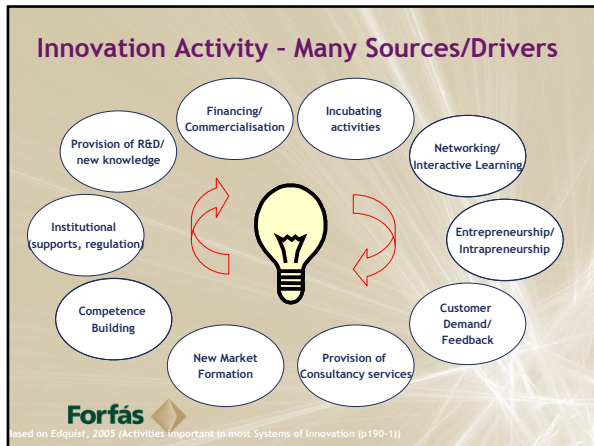 Innovation Activity - Many Sources/Drivers
Financing/
Commercialisation
Incubating
activities
Provision of R&D/
new knowledge
Networking/
Interactive Learning
Institutional
(supports, regulation)
Entrepreneurship/
Intrapreneurship
Competence
Building
Customer
Demand/
Feedback
New Market
Formation
Provision of
Consultancy services
Forfás
Based on Edquist, 2005 (Activities important in most Systems of Innovation (p190-1))